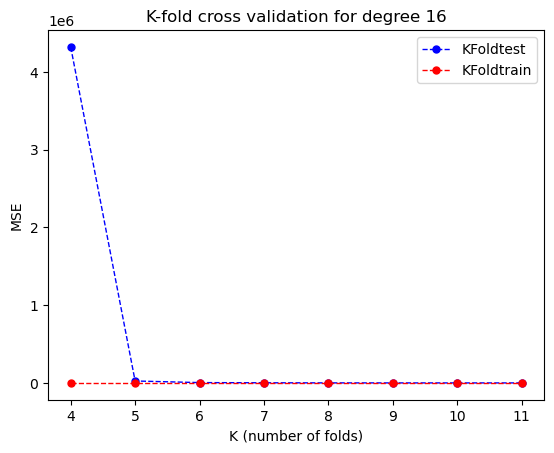 K-fold cross validation for degree 16
1e6
KFoldtest
KFoldtrain
4
3
2
1
0
MSE
4 5 6 7 8 9 10 11
K (number of folds)